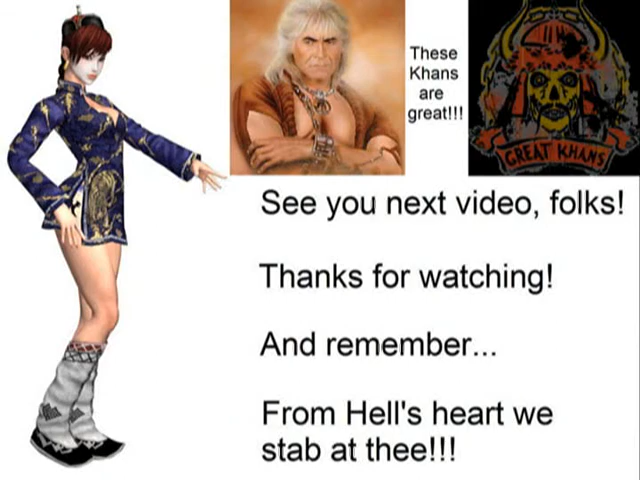 These
Khans
are
great!!!
GREAT KHANS
See you next video, folks!
Thanks for watching!
And remember...
From Hell's heart we
stab at thee!!!